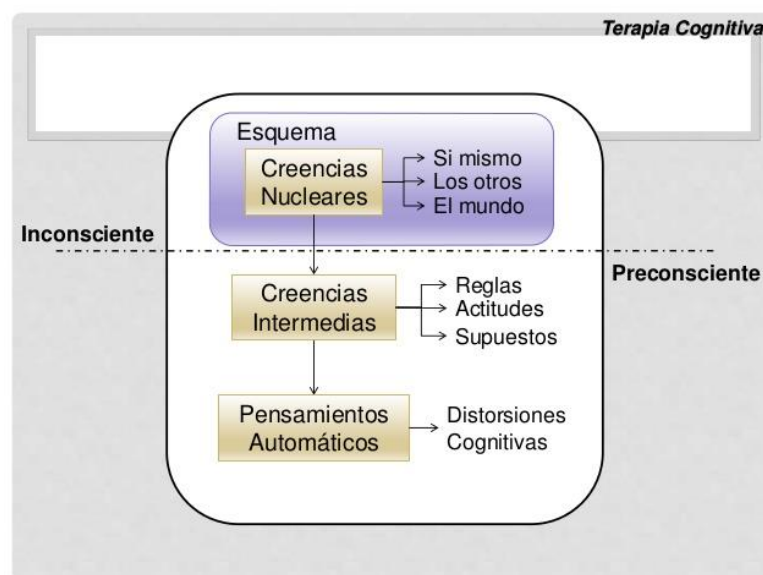 Terapia Cognitiva
Esquema
Creencias
Nucleares
Si mismo
Los otros
El mundo
Inconsciente
Preconsciente
Creencias
Intermedias
Reglas
Actitudes
Supuestos
Pensamientos
Automáticos
Distorsiones
Cognitivas